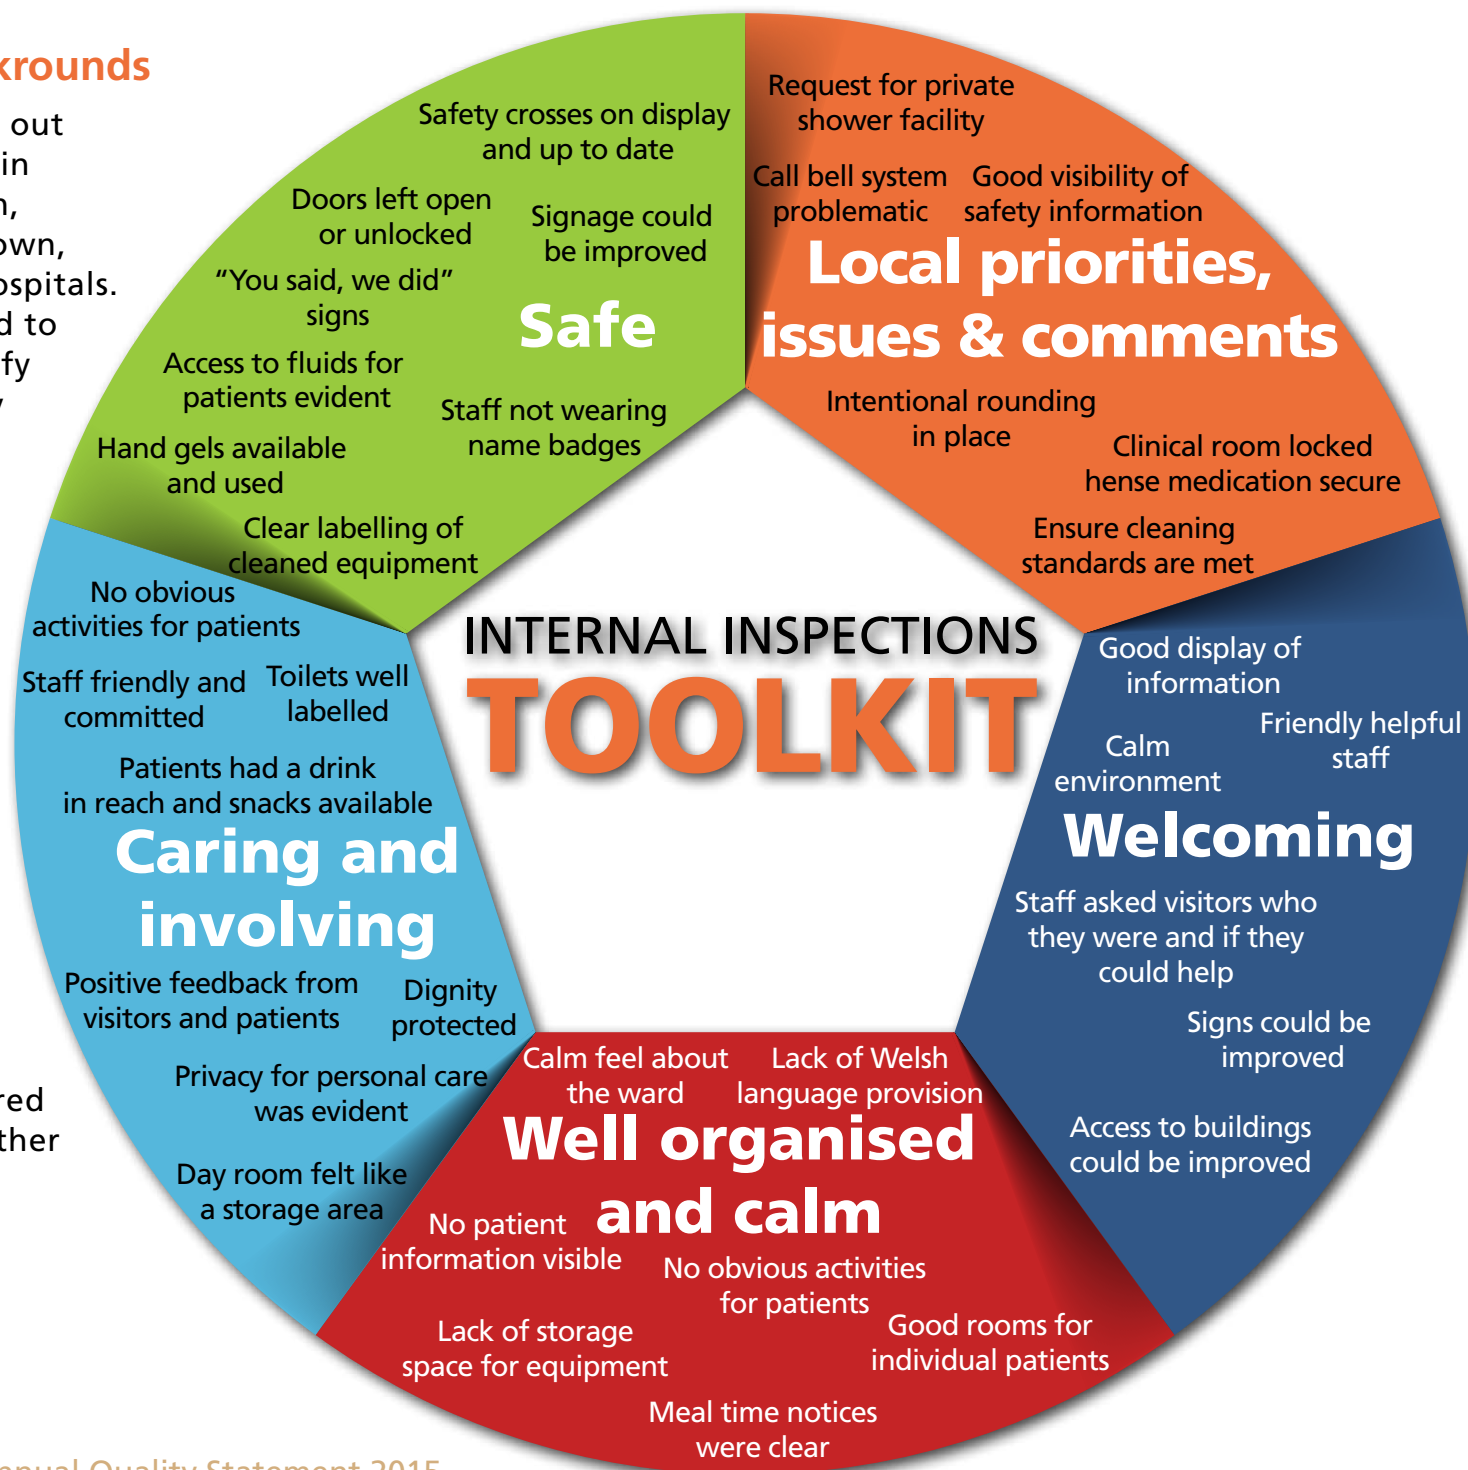 krounds
out
in
own,
ospitals.
d to
fy
red
ther
Safety crosses on display
and up to date
Doors left open
or unlocked
Signage could
be improved
“You said, we did”
signs
Safe
Access to fluids for
patients evident
Staff not wearing
name badges
Hand gels available
and used
Clear labelling of
cleaned equipment
Request for private
shower facility
Call bell system
problematic
Good visibility of
safety information
Local priorities,
issues & comments
Intentional rounding
in place
Clinical room locked
hense medication secure
Ensure cleaning
standards are met
INTERNAL INSPECTIONS
TOOLKIT
Good display of
information
Friendly helpful
staff
Calm
environment
Welcoming
Staff asked visitors who
they were and if they
could help
Signs could be
improved
Access to buildings
could be improved
No obvious
activities for patients
Staff friendly and
committed
Toilets well
labelled
Patients had a drink
in reach and snacks available
Caring and
involving
Positive feedback from
visitors and patients
Dignity
protected
Privacy for personal care
was evident
Day room felt like
a storage area
Calm feel about
the ward
Lack of Welsh
language provision
Well organised
and calm
No patient
information visible
No obvious activities
for patients
Lack of storage
space for equipment
Good rooms for
individual patients
Meal time notices
were clear
nnual Quality Statement 2015